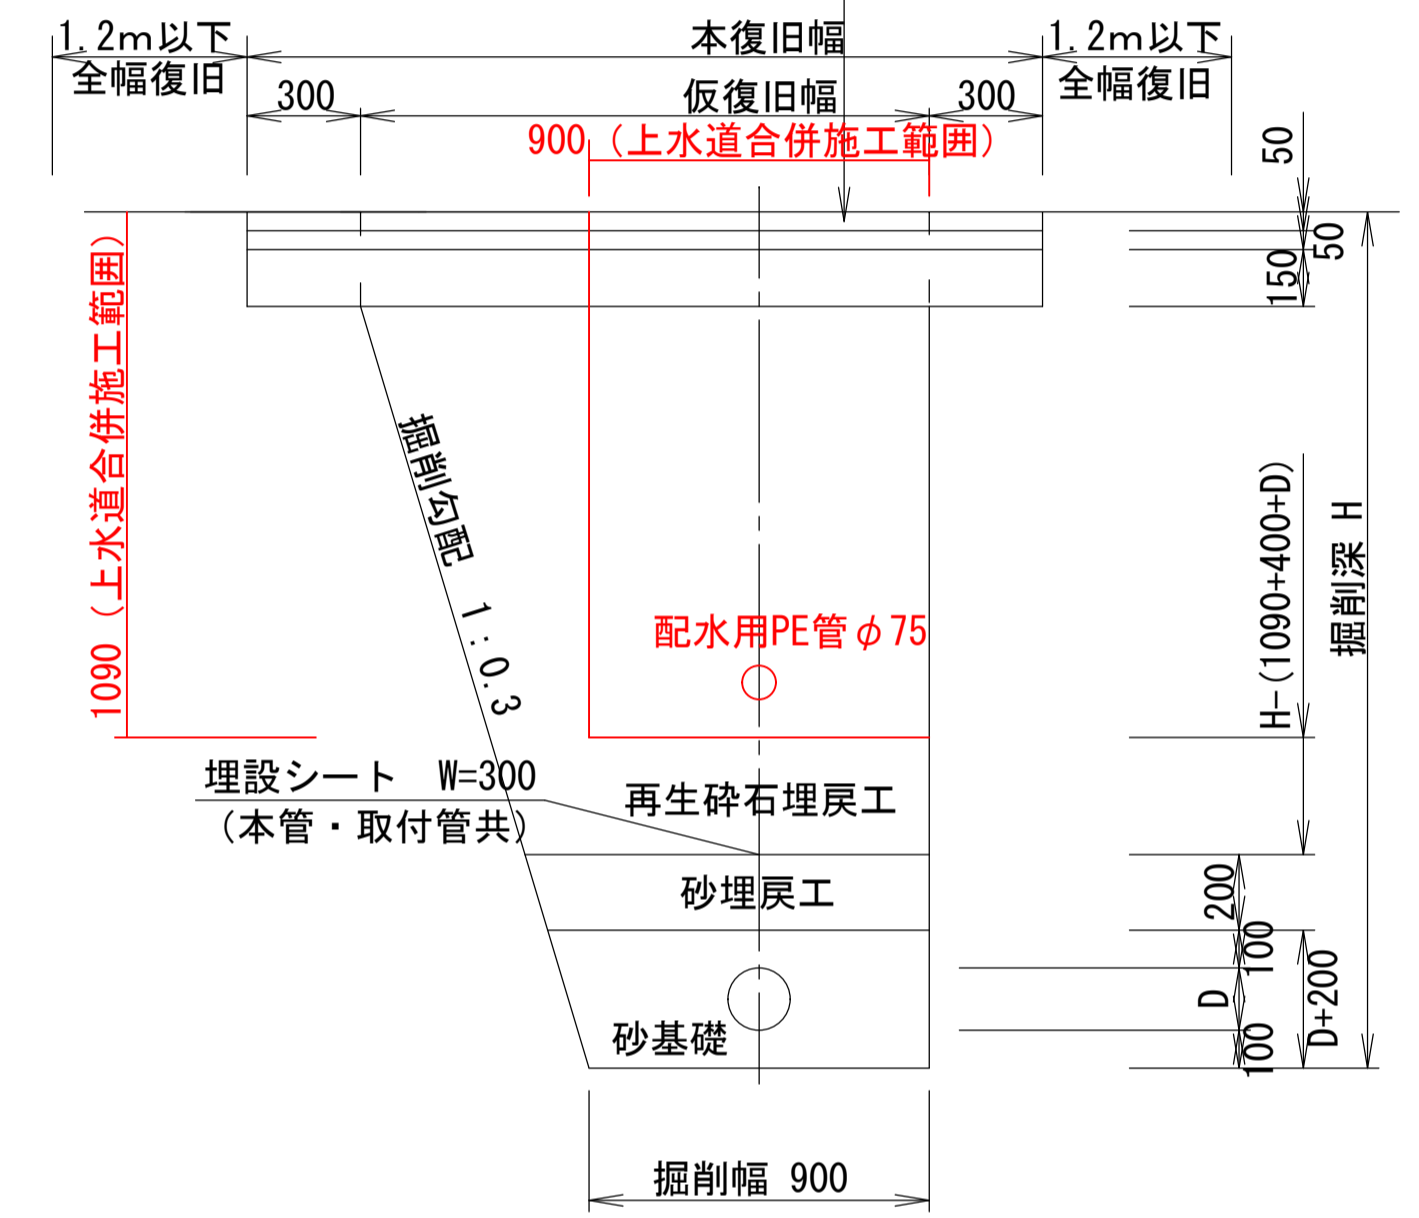 1.2m以下
全幅復旧
本復旧幅
1.2m以下
全幅復旧
300
仮復旧幅
300
900 (上水道合併施工範囲)
50
50
150
1090 (上水道合併施工範囲)
掘削勾配 1:0.3
H-(1090+400+D)
掘削深 H
配水用PE管φ75
埋設シート W=300
(本管・取付管共)
再生砕石埋戻工
砂埋戻工
200
100
D
100
D+200
砂基礎
掘削幅 900